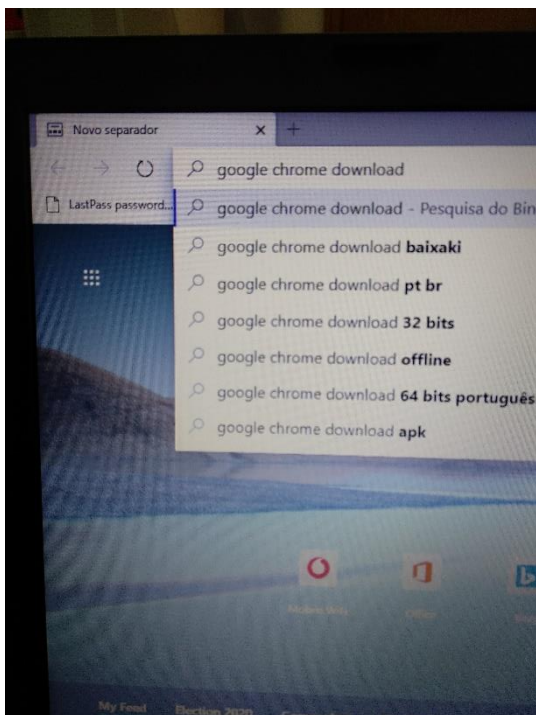 Novo separador
google chrome download
LastPass password...
google chrome download - Pesquisa do Bin
google chrome download baixaki
google chrome download pt br
google chrome download 32 bits
google chrome download offline
google chrome download 64 bits português
google chrome download apk
Office
My Feed
Election 2020